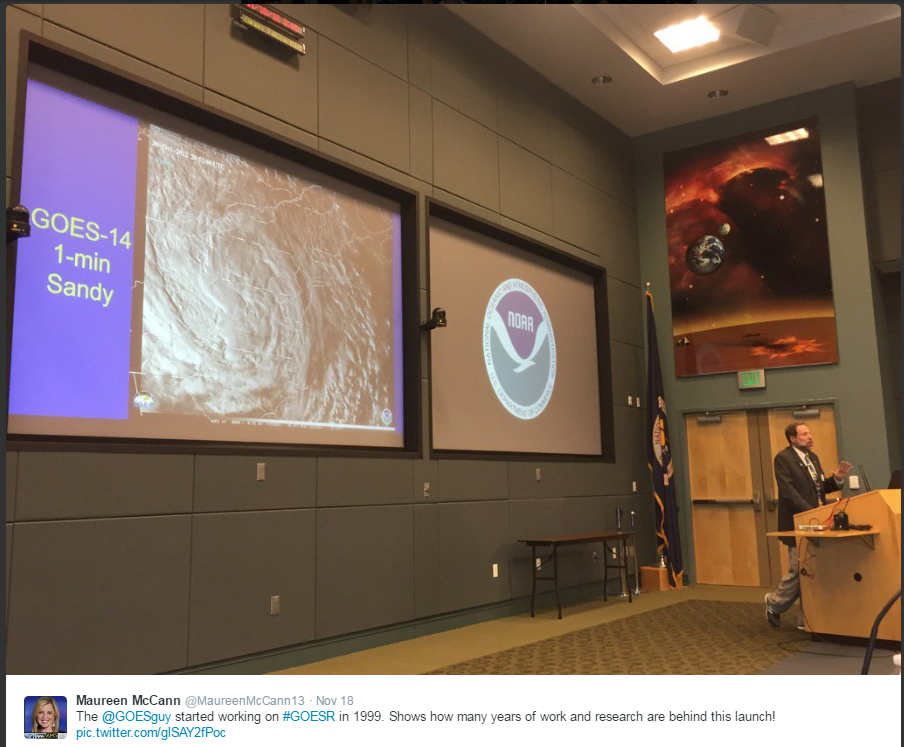 GOES-14
1-min
Sandy
NOAA
EXIT
Maureen McCann @MaureenMcCann13 · Nov 18
The @GOESguy started working on #GOESR in 1999. Shows how many years of work and research are behind this launch!
pic.twitter.com/glSAY2fPoc